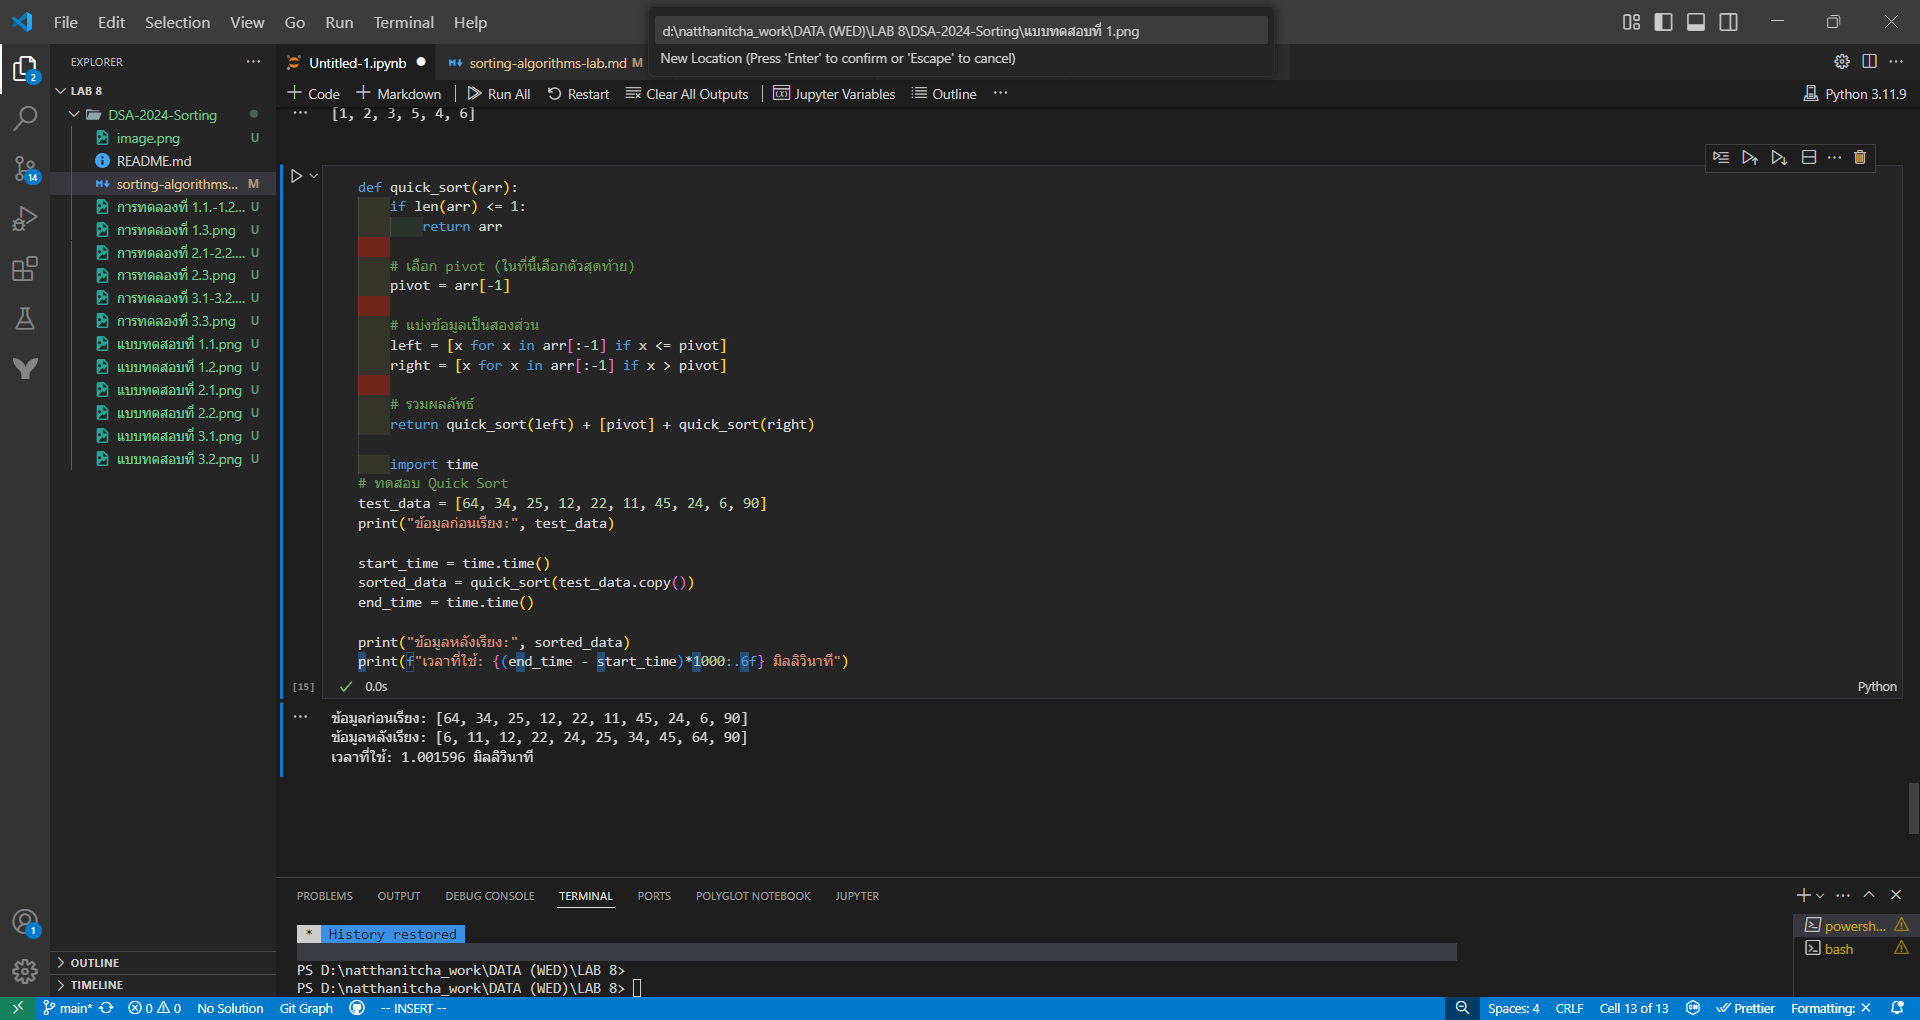 File Edit Selection View Go Run Terminal Help
d:\natthanitcha_work\DATA (WED)\LAB 8\DSA-2024-Sorting\แบบทดสอบที่ 1.png
New Location (Press 'Enter' to confirm or 'Escape' to cancel)
EXPLORER
LAB 8
DSA-2024-Sorting
image.png U
README.md
sorting-algorithms... M
การทดลองที่ 1.1.-1.2... U
การทดลองที่ 1.3.png U
การทดลองที่ 2.1-2.2.... U
การทดลองที่ 2.3.png U
การทดลองที่ 3.1-3.2.... U
การทดลองที่ 3.3.png U
แบบทดสอบที่ 1.1.png U
แบบทดสอบที่ 1.2.png U
แบบทดสอบที่ 2.1.png U
แบบทดสอบที่ 2.2.png U
แบบทดสอบที่ 3.1.png U
แบบทดสอบที่ 3.2.png U
OUTLINE
TIMELINE
2
14
1
Untitled-1.ipynb
sorting-algorithms-lab.md M
Code Markdown Run All Restart Clear All Outputs Jupyter Variables Outline ...
Python 3.11.9
[1, 2, 3, 5, 4, 6]
def quick_sort(arr):
if len(arr) <= 1:
return arr
# เลือก pivot (ในที่นี้เลือกตัวสุดท้าย)
pivot = arr[-1]
# แบ่งข้อมูลเป็นสองส่วน
left = [x for x in arr[:-1] if x <= pivot]
right = [x for x in arr[:-1] if x > pivot]
# รวมผลลัพธ์
return quick_sort(left) + [pivot] + quick_sort(right)
import time
# ทดสอบ Quick Sort
test_data = [64, 34, 25, 12, 22, 11, 45, 24, 6, 90]
print("ข้อมูลก่อนเรียง:", test_data)
start_time = time.time()
sorted_data = quick_sort(test_data.copy())
end_time = time.time()
print("ข้อมูลหลังเรียง:", sorted_data)
print(f"เวลาที่ใช้: {(end_time - start_time)*1000:.6f} มิลลิวินาที")
[15] 0.0s
Python
ข้อมูลก่อนเรียง: [64, 34, 25, 12, 22, 11, 45, 24, 6, 90]
ข้อมูลหลังเรียง: [6, 11, 12, 22, 24, 25, 34, 45, 64, 90]
เวลาที่ใช้: 1.001596 มิลลิวินาที
PROBLEMS OUTPUT DEBUG CONSOLE TERMINAL PORTS POLYGLOT NOTEBOOK JUPYTER
* History restored
PS D:\natthanitcha_work\DATA (WED)\LAB 8>
PS D:\natthanitcha_work\DATA (WED)\LAB 8>
powersh...
bash
main* 0 0 No Solution Git Graph -- INSERT --
Spaces: 4 CRLF Cell 13 of 13 Prettier Formatting: ×